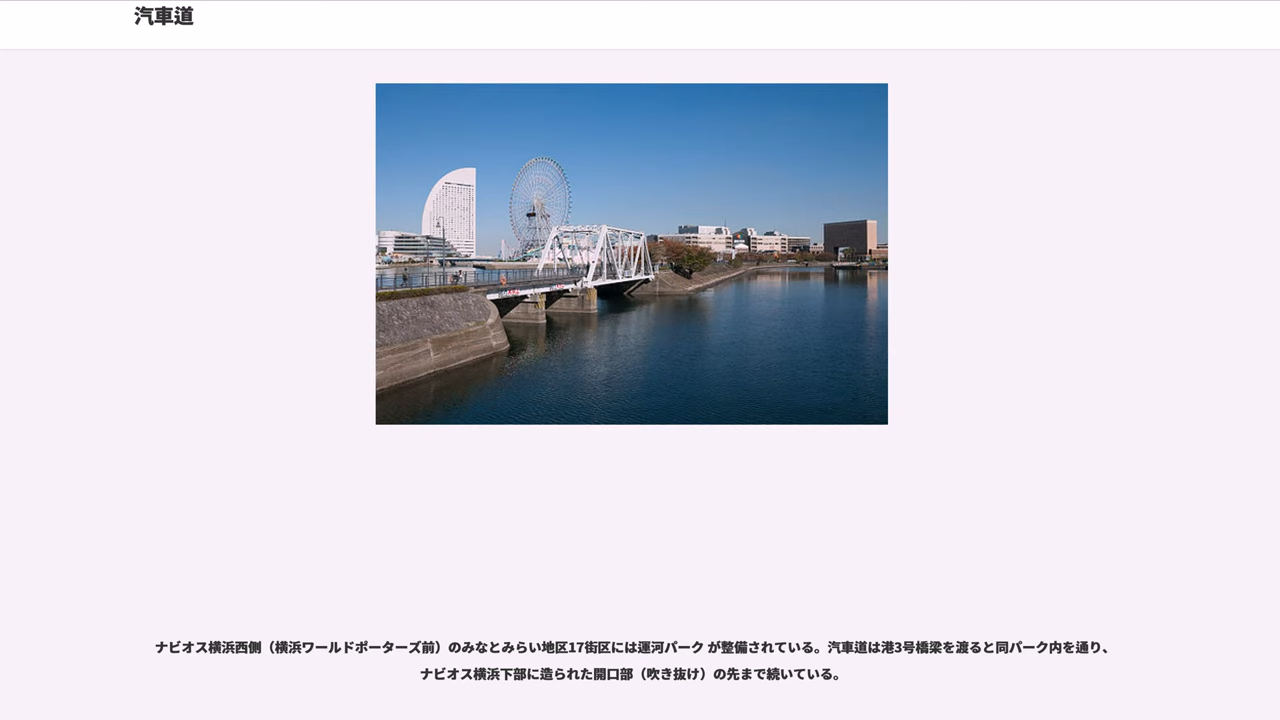 汽車道
ナビオス横浜西側（横浜ワールドポーターズ前）のみなとみらい地区17街区には運河パーク が整備されている。汽車道は港3号橋梁を渡ると同パーク内を通り、
ナビオス横浜下部に造られた開口部（吹き抜け）の先まで続いている。